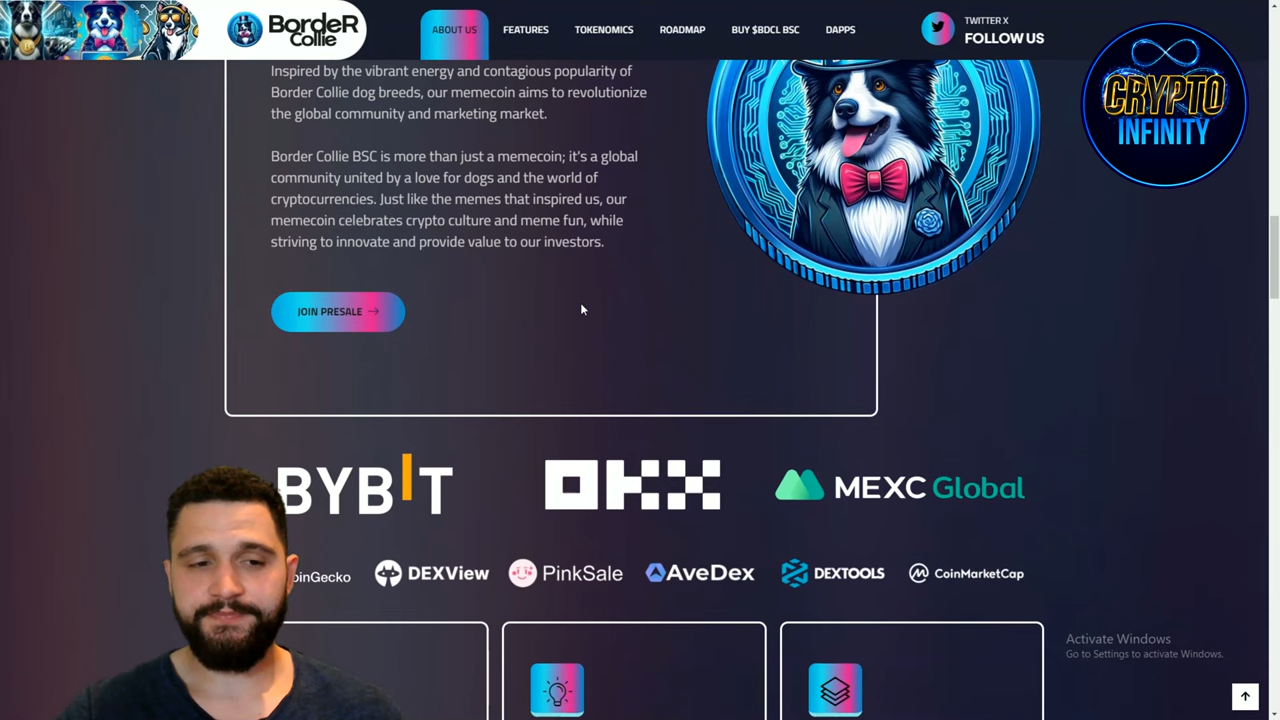 BordeR
Collie
ABOUT US
FEATURES
TOKENOMICS
ROADMAP
BUY $BDCL BSC
DAPPS
TWITTER X
FOLLOW US
CRYPTO
INFINITY
Inspired by the vibrant energy and contagious popularity of
Border Collie dog breeds, our memecoin aims to revolutionize
the global community and marketing market.
Border Collie BSC is more than just a memecoin; it's a global
community united by a love for dogs and the world of
cryptocurrencies. Just like the memes that inspired us, our
memecoin celebrates crypto culture and meme fun, while
striving to innovate and provide value to our investors.
JOIN PRESALE
BYBIT
OKX
MEXC Global
oinGecko
DEXView
PinkSale
AveDex
DEXTOOLS
CoinMarketCap
Activate Windows
Go to Settings to activate Windows.